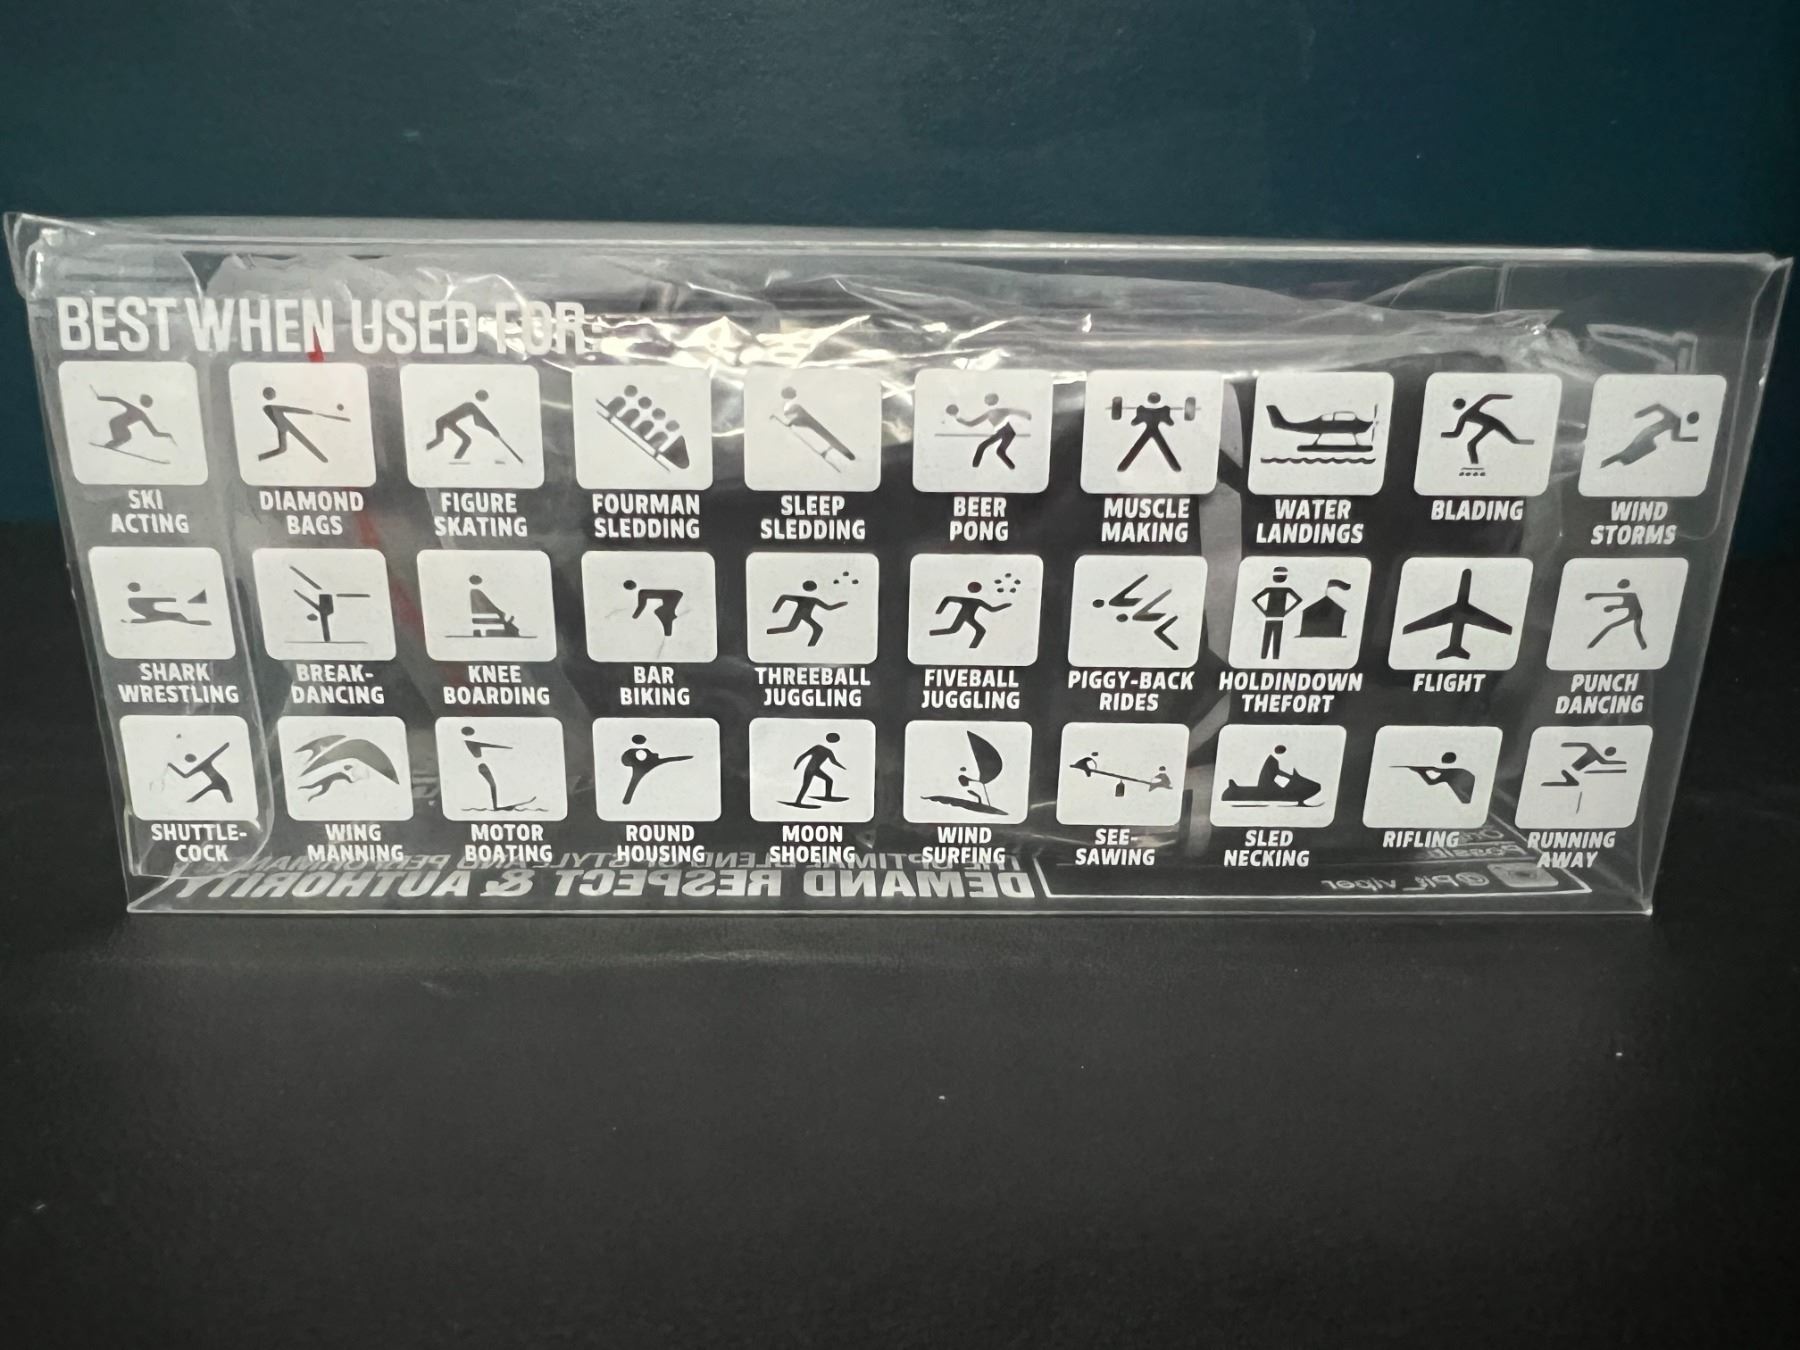 BEST WHEN USED FOR:
SKI
ACTING
DIAMOND
BAGS
FIGURE
SKATING
FOURMAN
SLEDDING
SLEEP
SLEDDING
BEER
PONG
MUSCLE
MAKING
WATER
LANDINGS
BLADING
WIND
STORMS
SHARK
WRESTLING
BREAK-
DANCING
KNEE
BOARDING
BAR
BIKING
THREEBALL
JUGGLING
FIVEBALL
JUGGLING
PIGGY-BACK
RIDES
HOLDINDOWN
THEFORT
FLIGHT
PUNCH
DANCING
SHUTTLE-
COCK
WING
MANNING
MOTOR
BOATING
ROUND
HOUSING
MOON
SHOEING
WIND
SURFING
SEE-
SAWING
SLED
NECKING
RIFLING
RUNNING
AWAY
DEMAND RESPECT & AUTHORITY
@pit_viper